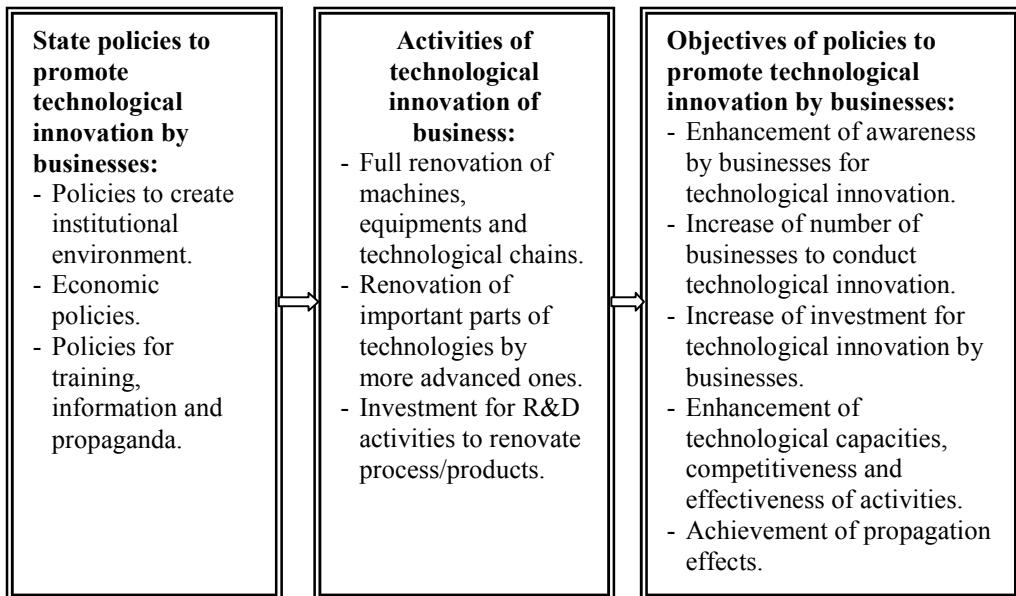 State policies to
promote
technological
innovation by
businesses:
- Policies to create
institutional
environment.
- Economic
policies.
- Policies for
training,
information and
propaganda.
Activities of
technological
innovation of
business:
- Full renovation of
machines,
equipments and
technological chains.
- Renovation of
important parts of
technologies by
more advanced ones.
- Investment for R&D
activities to renovate
process/products.
Objectives of policies to
promote technological
innovation by businesses:
- Enhancement of awareness
by businesses for
technological innovation.
- Increase of number of
businesses to conduct
technological innovation.
- Increase of investment for
technological innovation by
businesses.
- Enhancement of
technological capacities,
competitiveness and
effectiveness of activities.
- Achievement of propagation
effects.